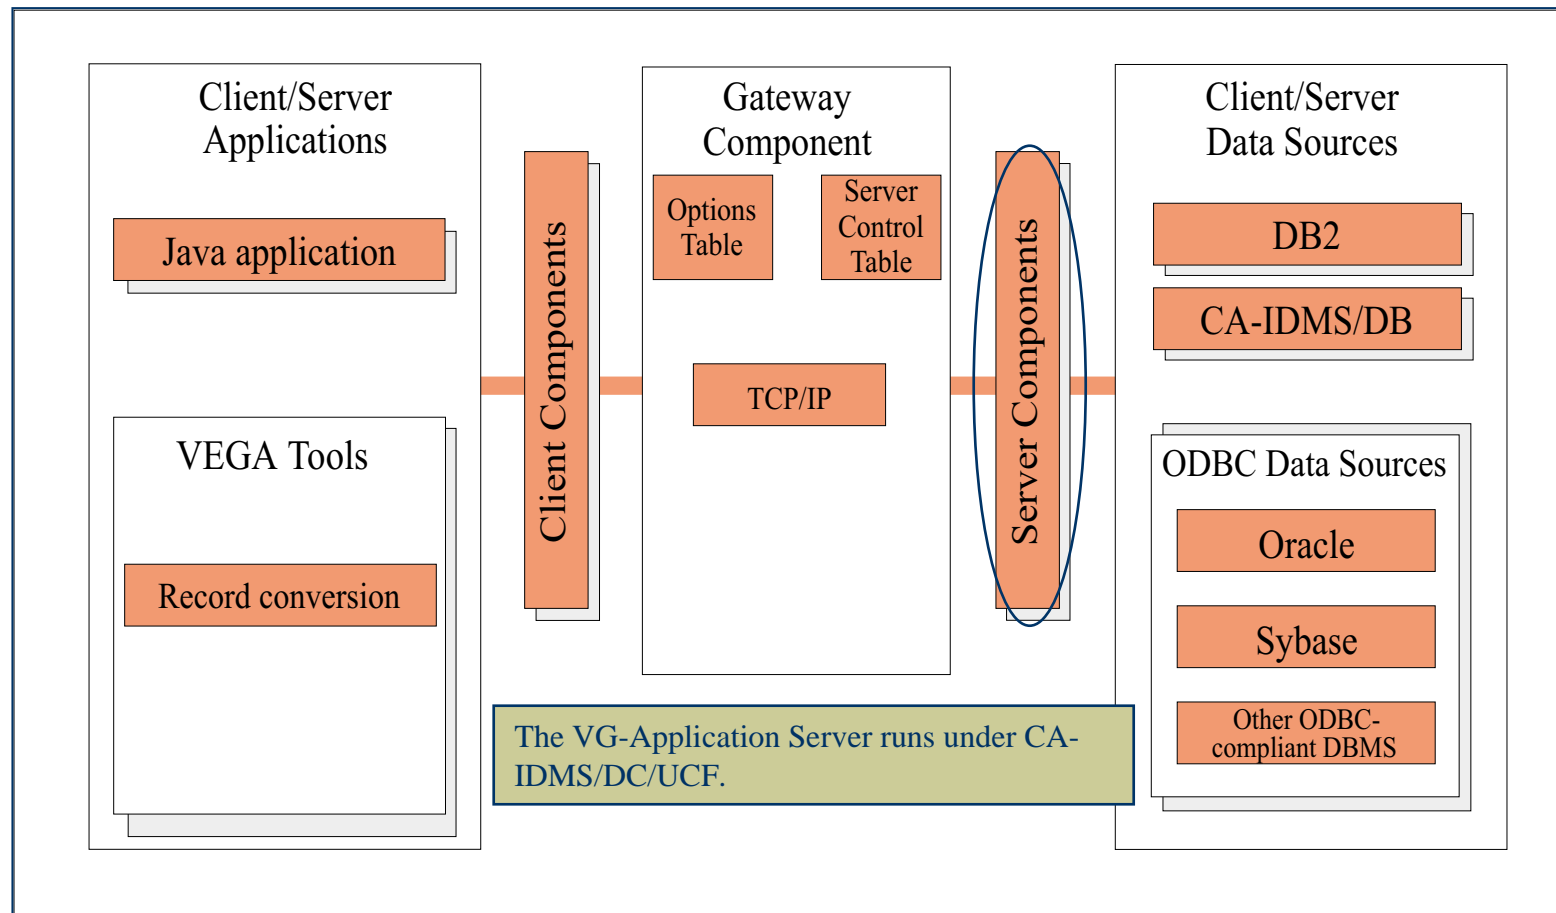 Client/Server
Applications
Java application
VEGA Tools
Record conversion
Client Components
Gateway
Component
Options
Table
Server
Control
Table
TCP/IP
Server Components
Client/Server
Data Sources
DB2
CA-IDMS/DB
ODBC Data Sources
Oracle
Sybase
Other ODBC-
compliant DBMS
The VG-Application Server runs under CA-
IDMS/DC/UCF.